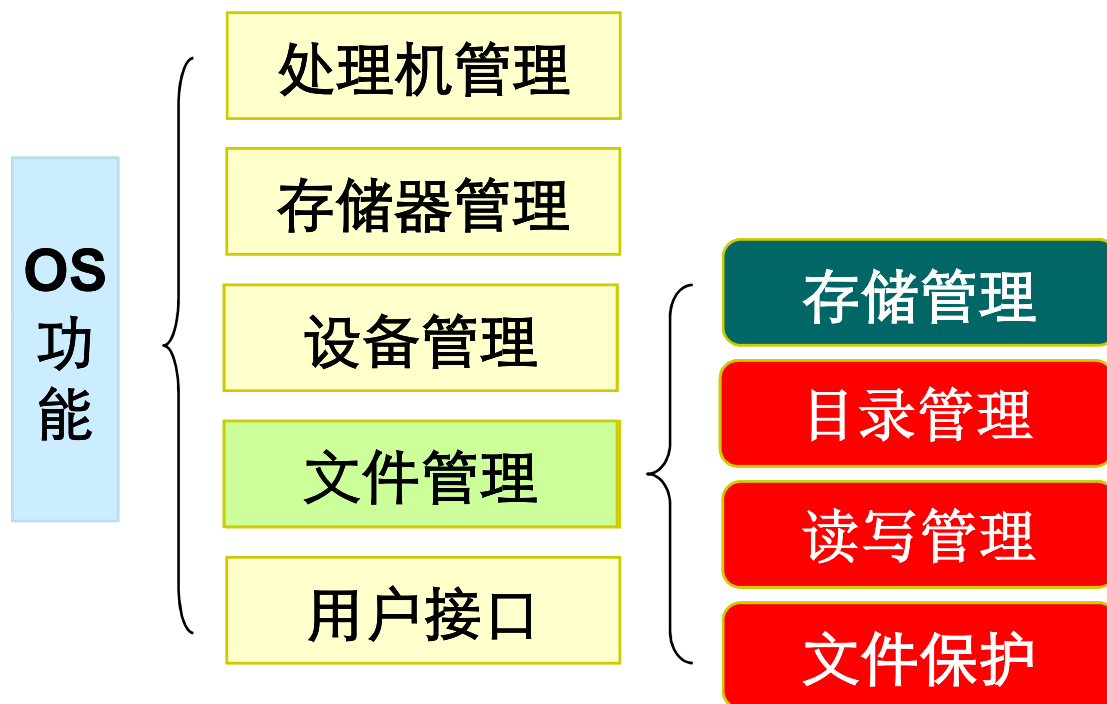 OS
功
能
处理机管理
存储器管理
设备管理
文件管理
用户接口
存储管理
目录管理
读写管理
文件保护